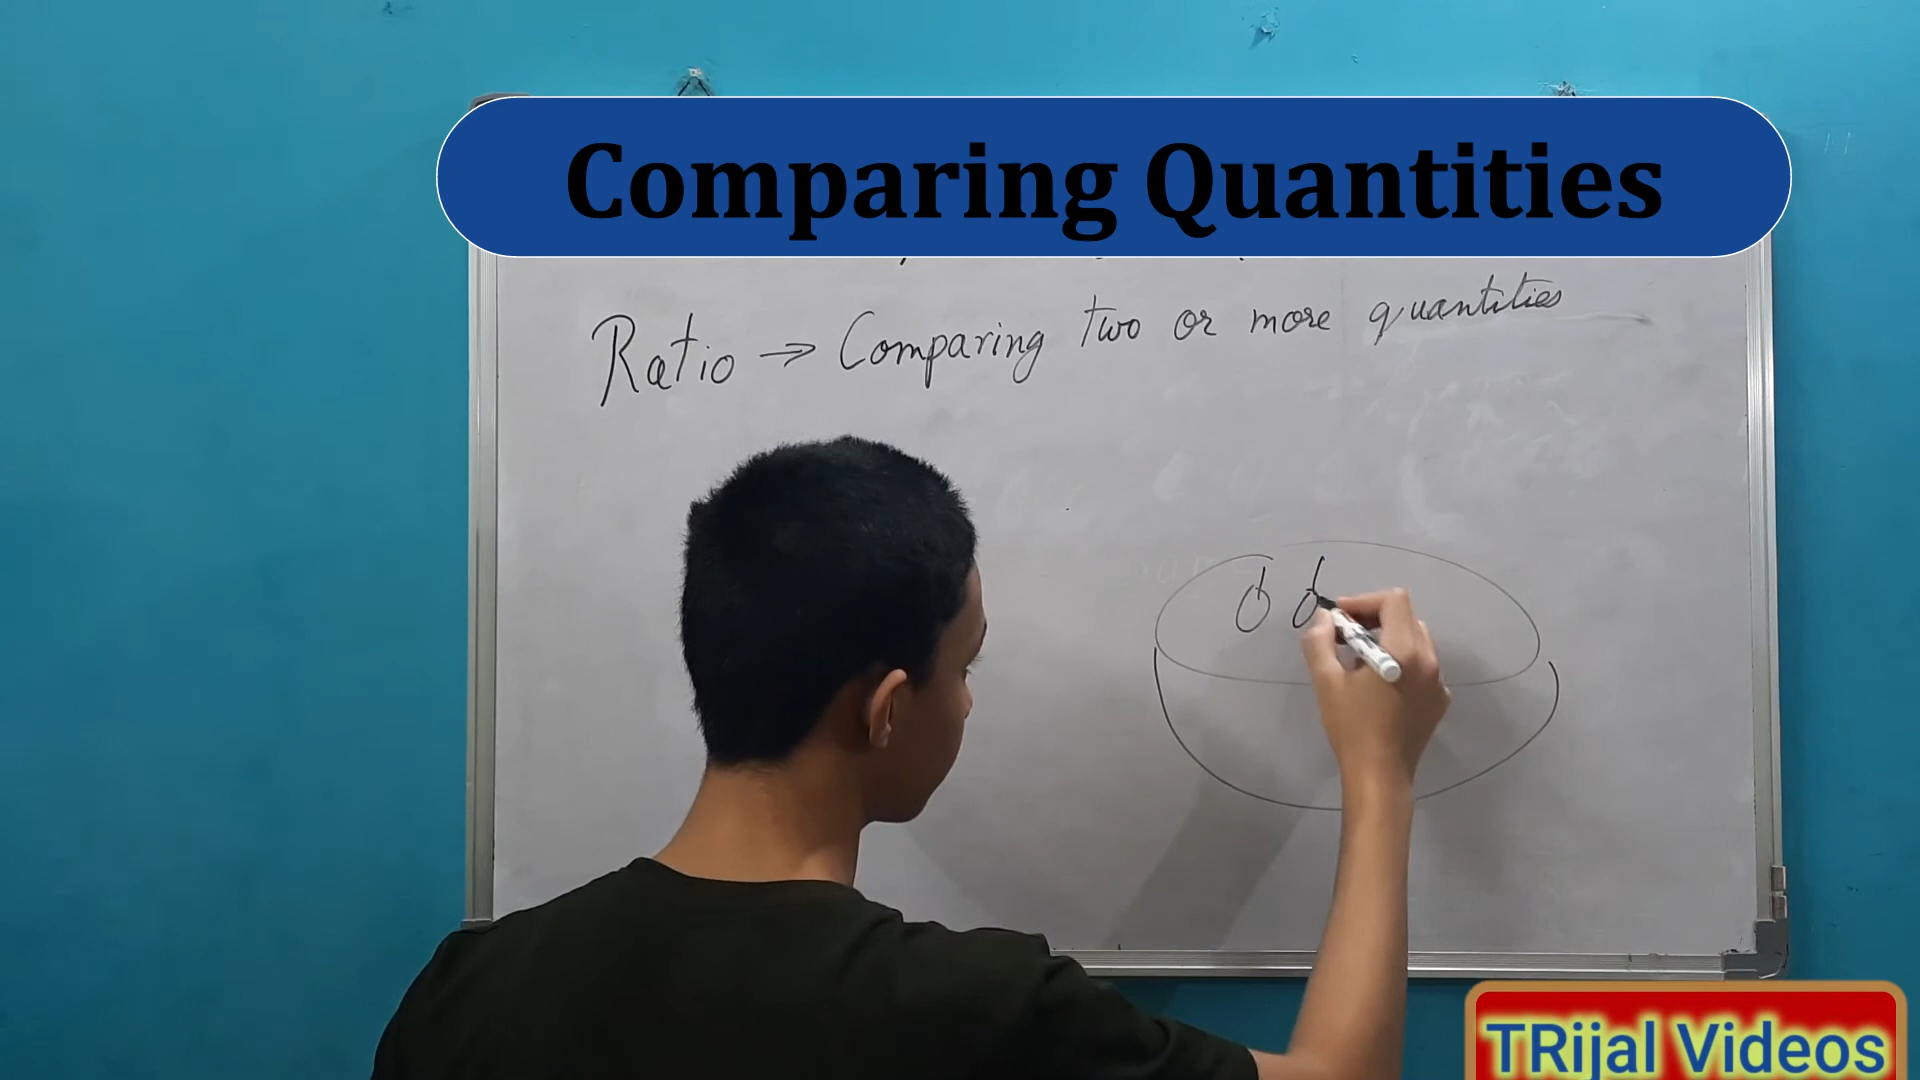 Comparing Quantities
Ratio → Comparing two or more quantities
TRijal Videos